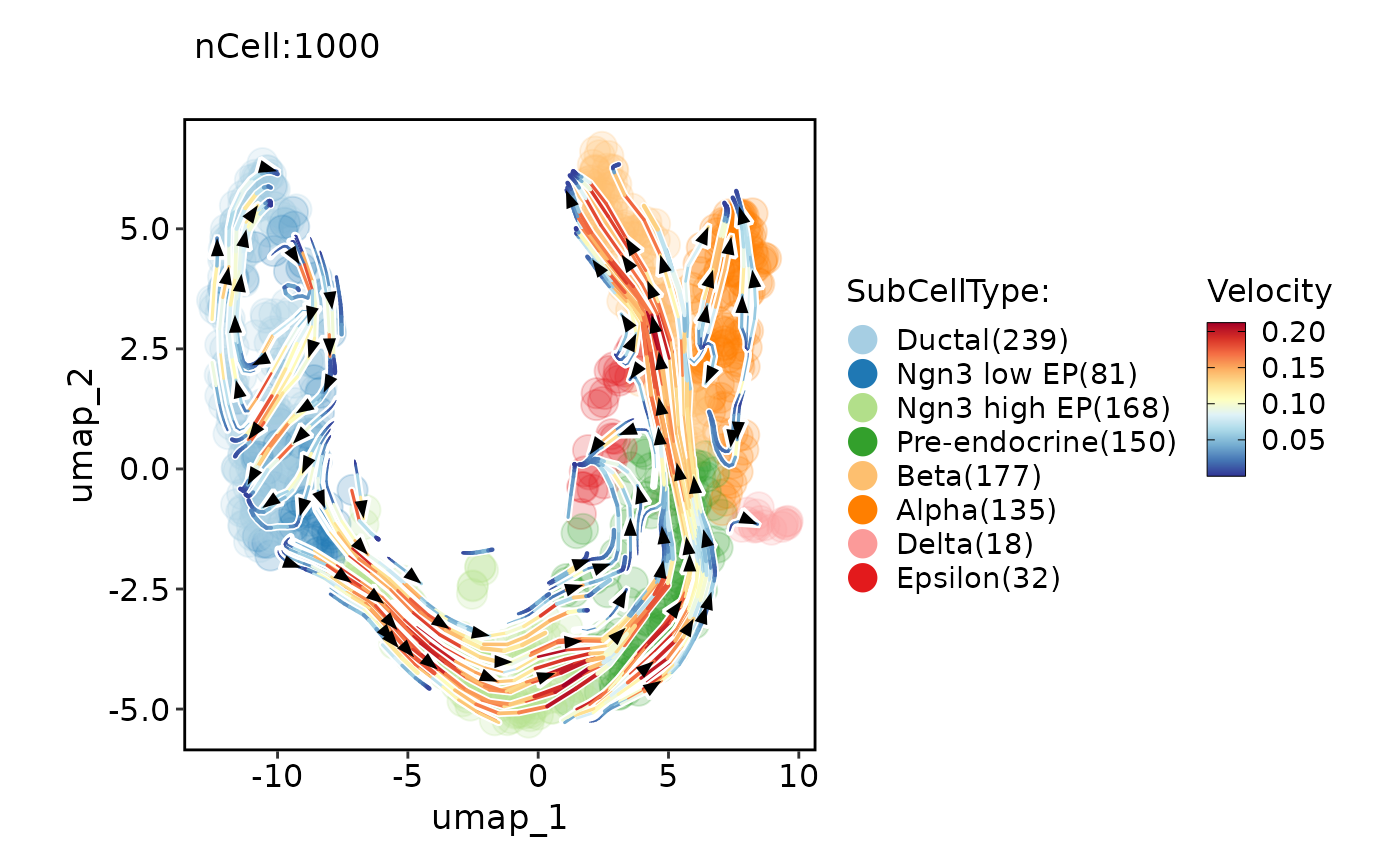 nCell:1000
umap_2
5.0
2.5
0.0
-2.5
-5.0
-10
-5
0
5
10
umap_1
SubCellType:
Ductal(239)
Ngn3 low EP(81)
Ngn3 high EP(168)
Pre-endocrine(150)
Beta(177)
Alpha(135)
Delta(18)
Epsilon(32)
Velocity
0.20
0.15
0.10
0.05